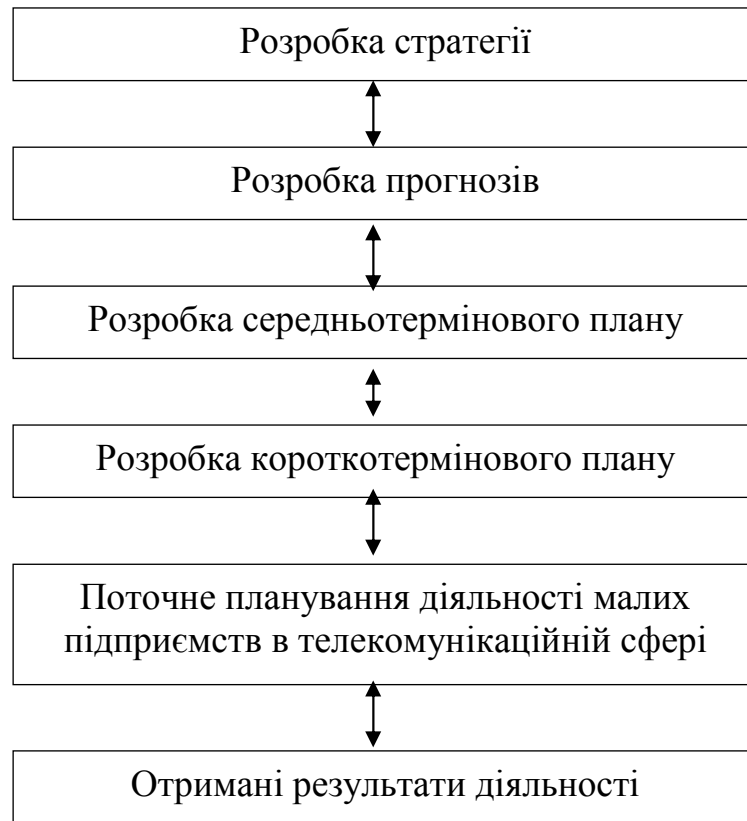 Розробка стратегії
Розробка прогнозів
Розробка середньотермінового плану
Розробка короткотермінового плану
Поточне планування діяльності малих
підприємств в телекомунікаційній сфері
Отримані результати діяльності